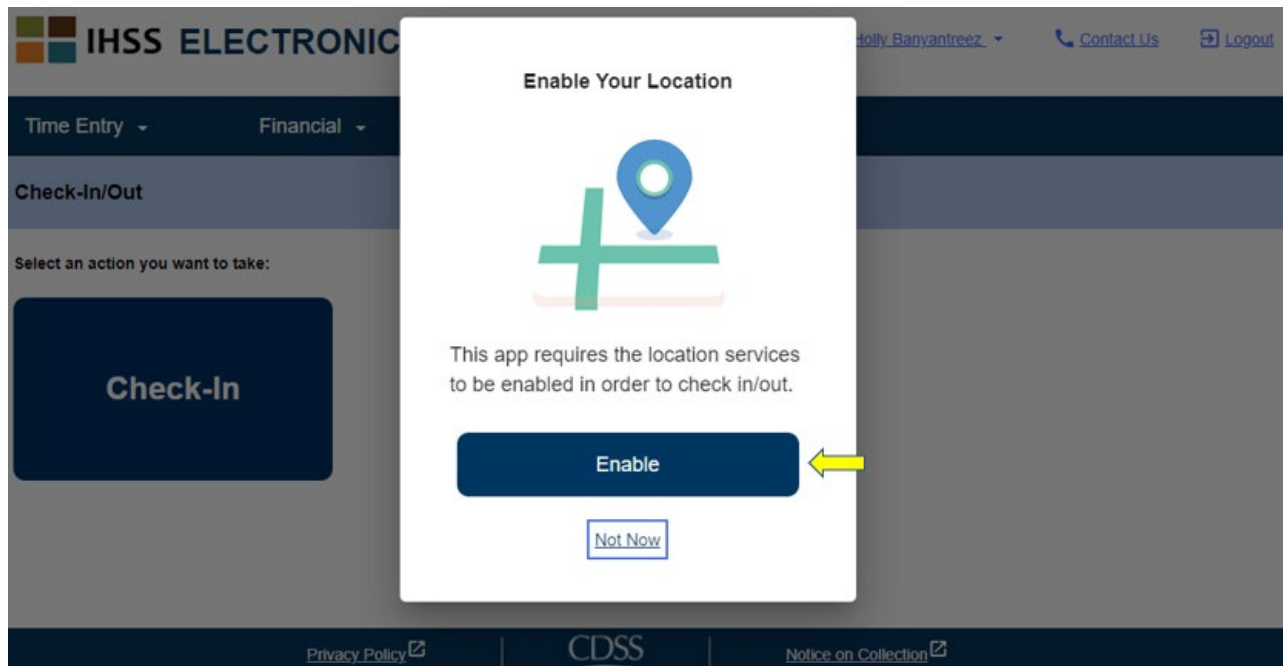 IHSS ELECTRONIC
Holly Banyantreez
Contact Us
Logout
Time Entry
Financial
Check-In/Out
Select an action you want to take:
Check-In
Enable Your Location
This app requires the location services
to be enabled in order to check in/out.
Enable
Not Now
Privacy Policy
CDSS
Notice on Collection